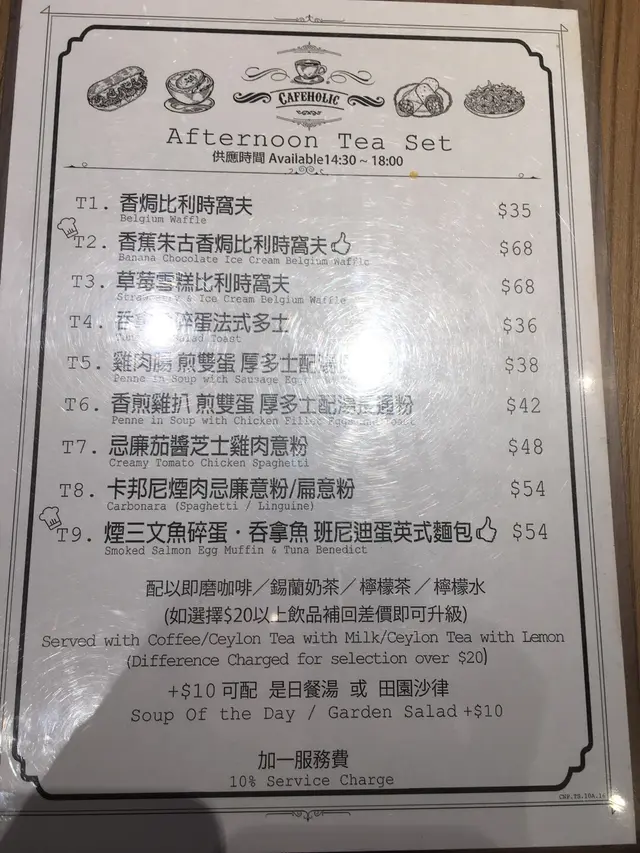 CAFEHOLIC
Afternoon Tea Set
供應時間 Available14:30 ~ 18:00
T1. 香焗比利時窩夫 $35
Belgium Waffle
T2. 香蕉朱古香焗比利時窩夫 $68
Banana Chocolate Ice Cream Belgium Waffle
T3. 草莓雪糕比利時窩夫 $68
Strawberry & Ice Cream Belgium Waffle
T4. 碎蛋法式多士 $36
Salad Toast
T5. 雞肉腸 煎雙蛋 厚多士配 $38
Penne in Soup with Sausage
T6. 香煎雞扒 煎雙蛋 厚多士配湯通粉 $42
Penne in Soup with Chicken Fillet Toast
T7. 忌廉茄醬芝士雞肉意粉 $48
Creamy Tomato Chicken Spaghetti
T8. 卡邦尼煙肉忌廉意粉/扁意粉 $54
Carbonara (Spaghetti / Linguine)
T9. 煙三文魚碎蛋・吞拿魚 班尼迪蛋英式麵包 $54
Smoked Salmon Egg Muffin & Tuna Benedict
配以即磨咖啡／錫蘭奶茶／檸檬茶／檸檬水
(如選擇$20以上飲品補回差價即可升級)
Served with Coffee/Ceylon Tea with Milk/Ceylon Tea with Lemon
(Difference Charged for selection over $20)
+$10 可配 是日餐湯 或 田園沙律
Soup Of the Day / Garden Salad +$10
加一服務費
10% Service Charge